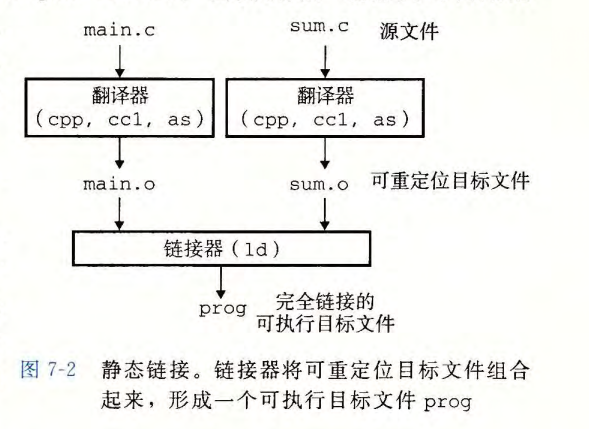 main.c sum.c 源文件
翻译器 翻译器
(cpp, cc1, as) (cpp, cc1, as)
main.o sum.o 可重定位目标文件
链接器(ld)
prog 完全链接的
可执行目标文件
图 7-2 静态链接。链接器将可重定位目标文件组合
起来，形成一个可执行目标文件 prog